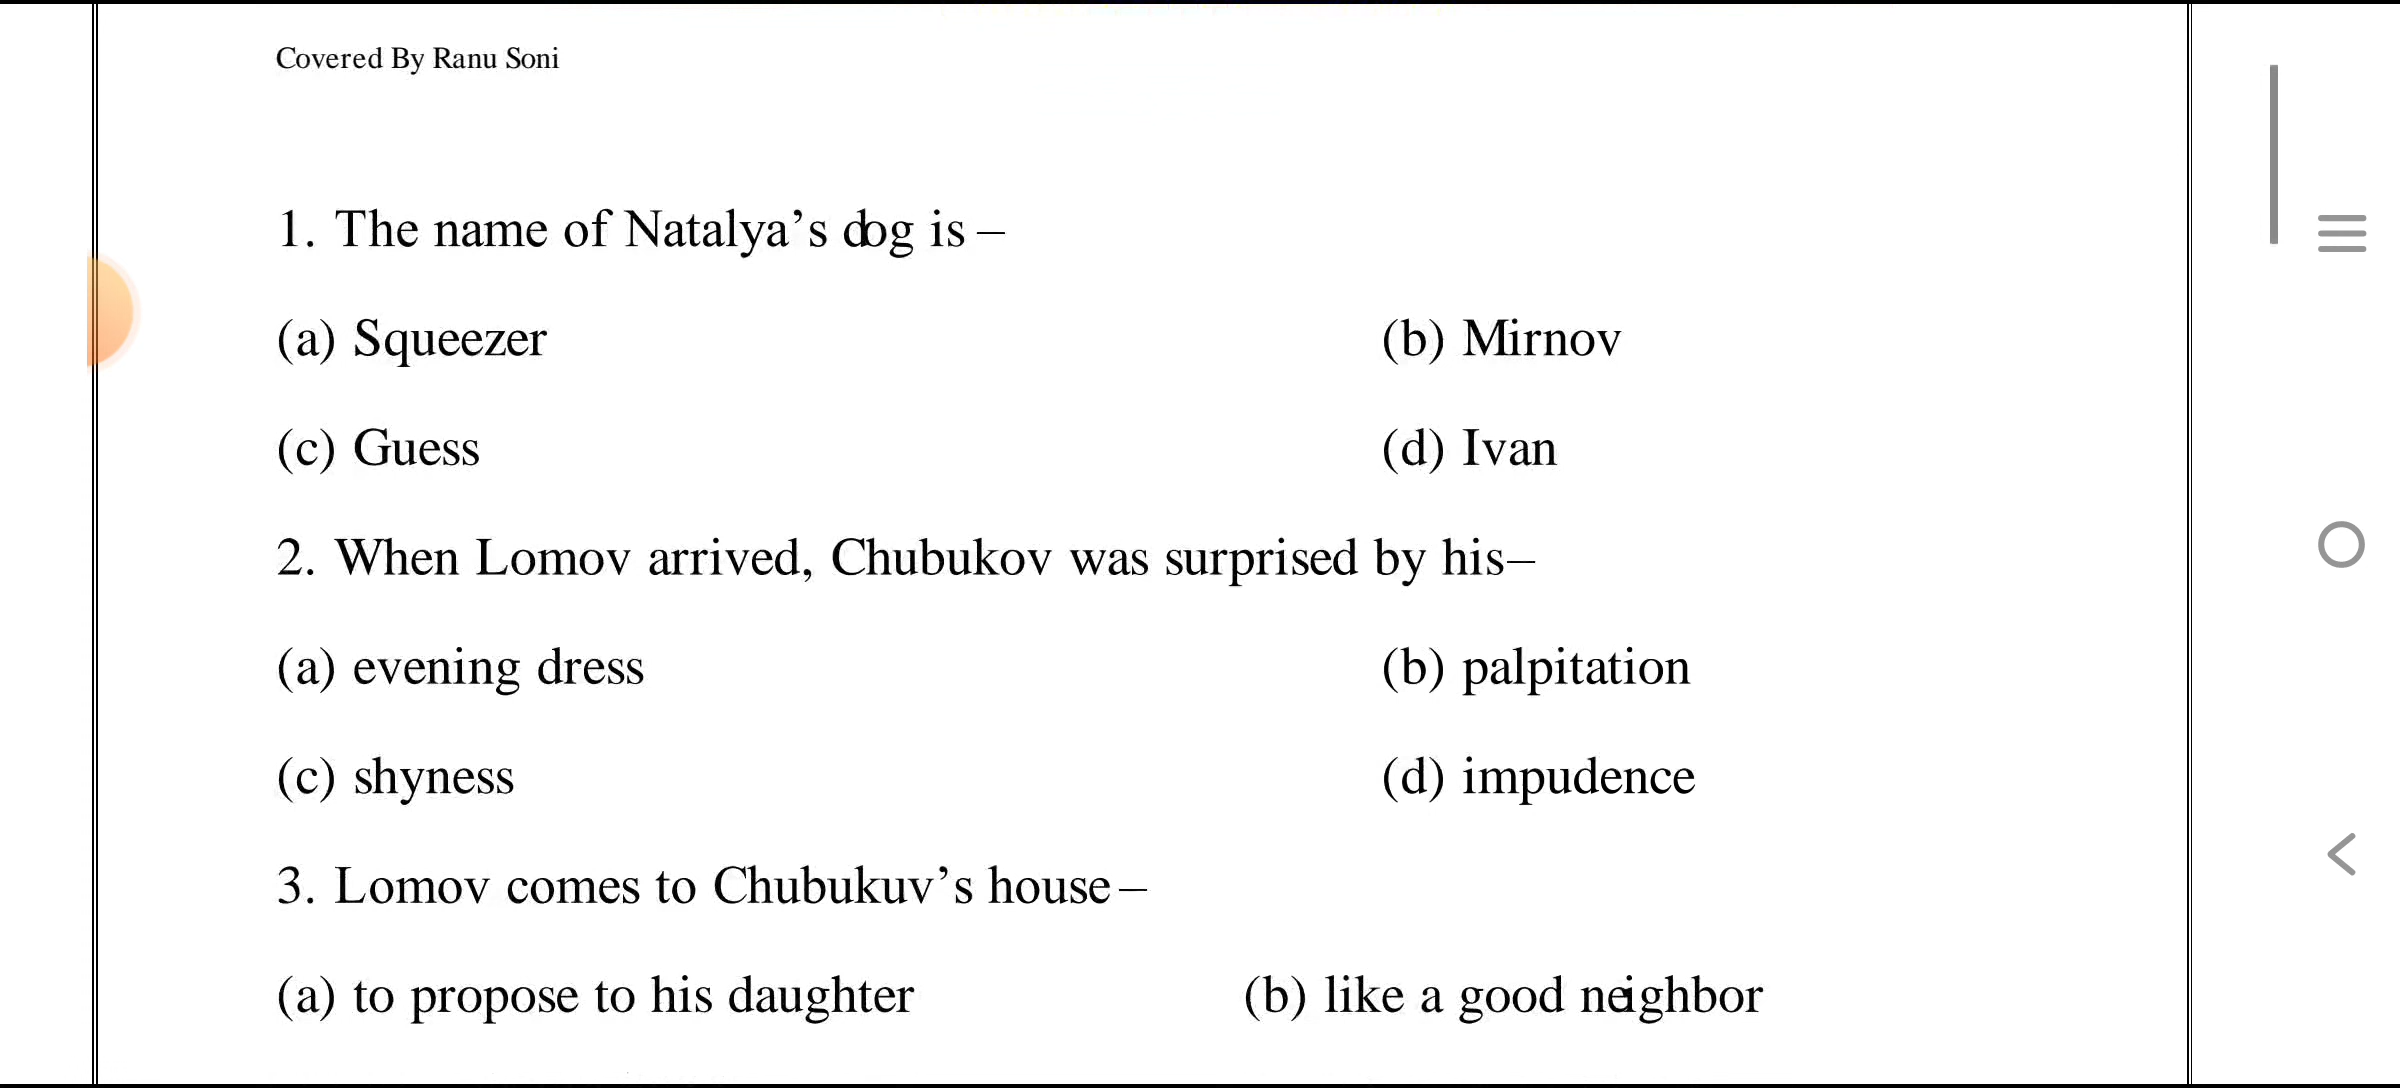 Covered By Ranu Soni
1. The name of Natalya’s dog is –
(a) Squeezer (b) Mirnov
(c) Guess (d) Ivan
2. When Lomov arrived, Chubukov was surprised by his–
(a) evening dress (b) palpitation
(c) shyness (d) impudence
3. Lomov comes to Chubukuv’s house –
(a) to propose to his daughter (b) like a good neighbor